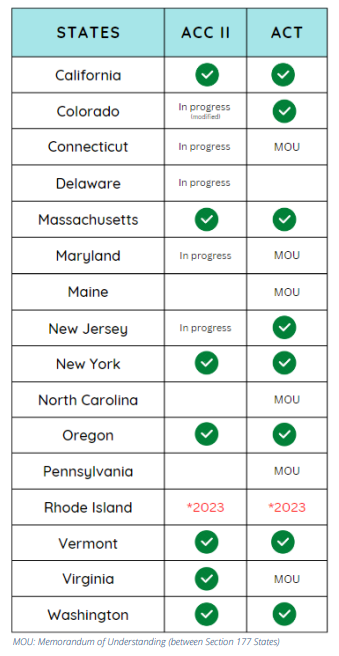 STATES ACC II ACT
California
Colorado In progress
(modified)
Connecticut In progress MOU
Delaware In progress
Massachusetts
Maryland In progress MOU
Maine MOU
New Jersey In progress
New York
North Carolina MOU
Oregon
Pennsylvania MOU
Rhode Island *2023 *2023
Vermont
Virginia MOU
Washington
MOU: Memorandum of Understanding (between Section 177 States)